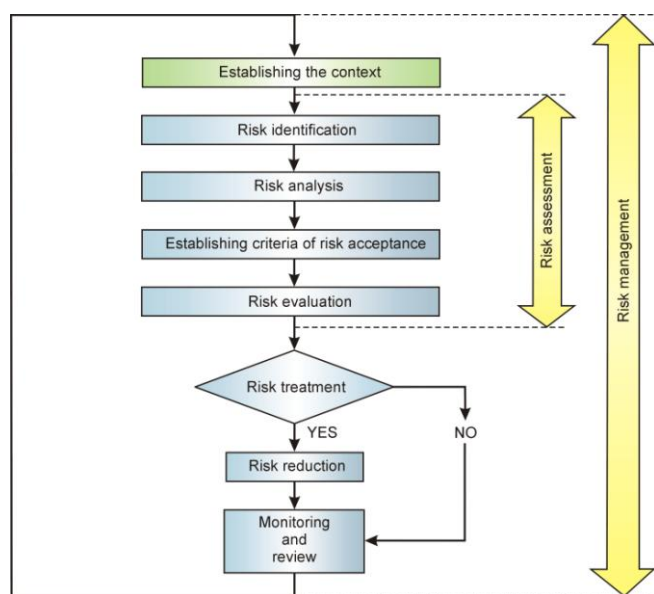 Establishing the context
Risk identification
Risk analysis
Establishing criteria of risk acceptance
Risk evaluation
Risk treatment
YES
NO
Risk reduction
Monitoring
and
review
Risk assessment
Risk management